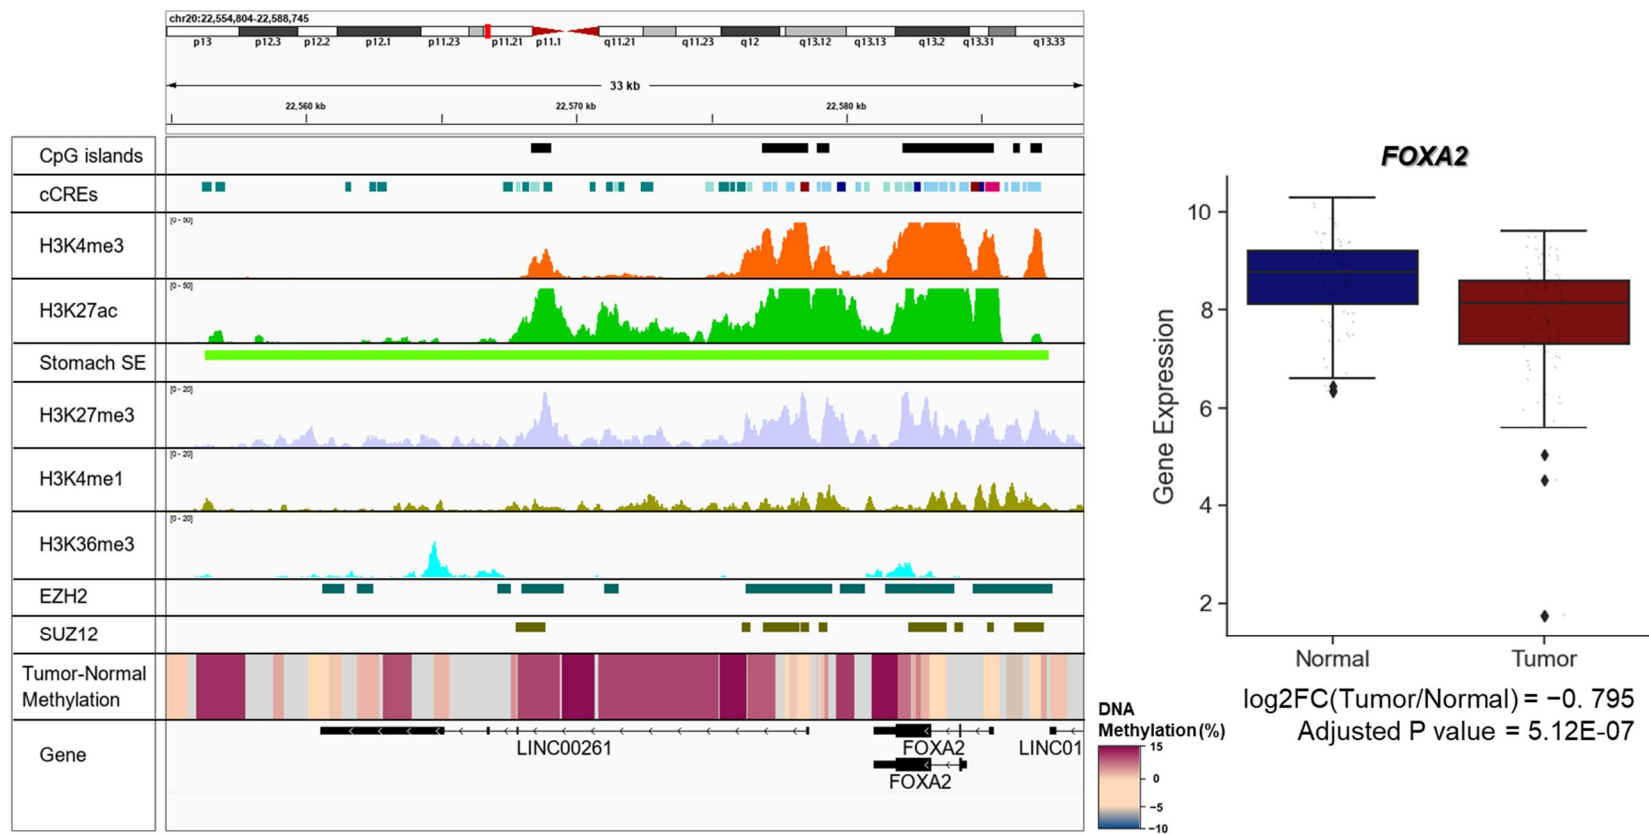 chr20:22,554,804-22,588,745
p13 p12.3 p12.2 p12.1 p11.23 p11.21 p11.1 q11.21 q11.23 q12 q13.12 q13.13 q13.2 q13.31 q13.33
33 kb
22,560 kb 22,570 kb 22,580 kb
CpG islands
cCREs
H3K4me3 [0 - 50]
H3K27ac [0 - 50]
Stomach SE
H3K27me3 [0 - 20]
H3K4me1 [0 - 20]
H3K36me3 [0 - 20]
EZH2
SUZ12
Tumor-Normal
Methylation
Gene
LINC00261
FOXA2
LINC01
FOXA2
DNA
Methylation(%)
15
0
−5
−10
FOXA2
Gene Expression
10
8
6
4
2
Normal Tumor
log2FC(Tumor/Normal) = −0. 795
Adjusted P value = 5.12E-07